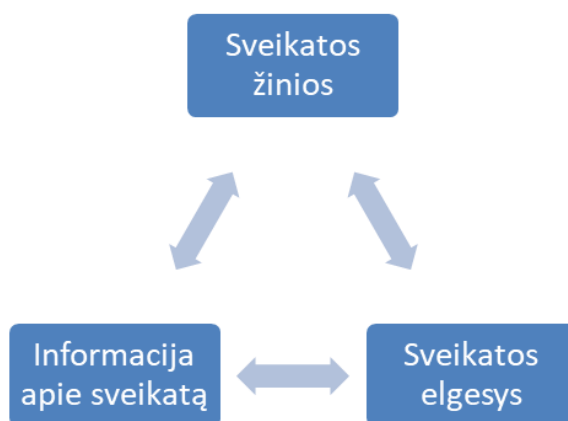 Sveikatos
žinios
Informacija
apie sveikatą
Sveikatos
elgesys